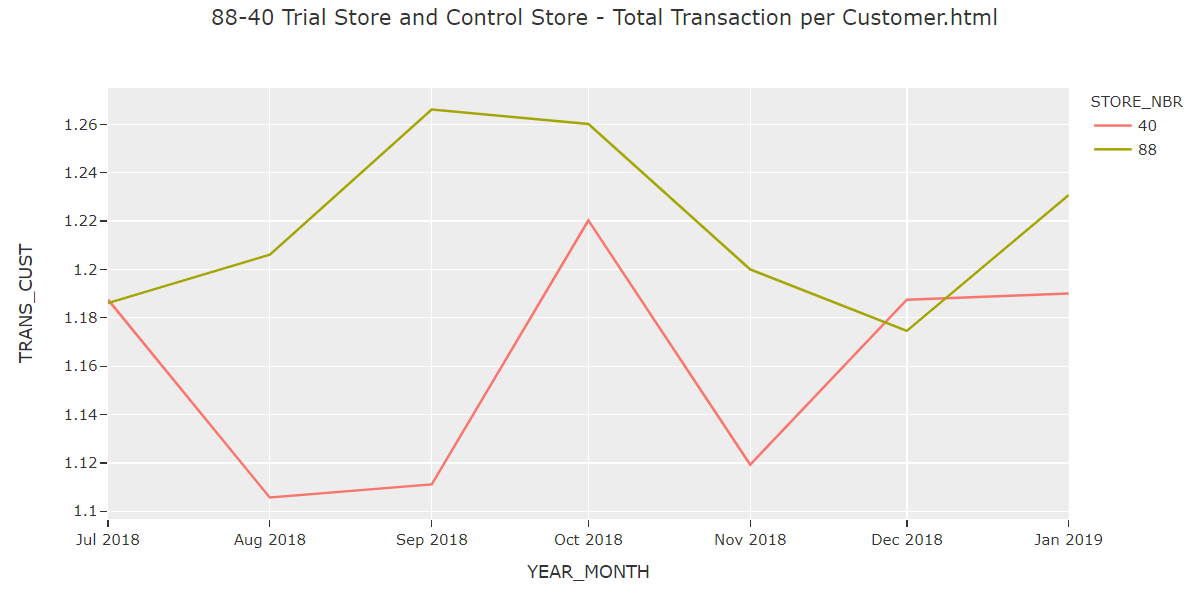 88-40 Trial Store and Control Store - Total Transaction per Customer.html
STORE_NBR
40
88
TRANS_CUST
1.26
1.24
1.22
1.2
1.18
1.16
1.14
1.12
1.1
Jul 2018 Aug 2018 Sep 2018 Oct 2018 Nov 2018 Dec 2018 Jan 2019
YEAR_MONTH